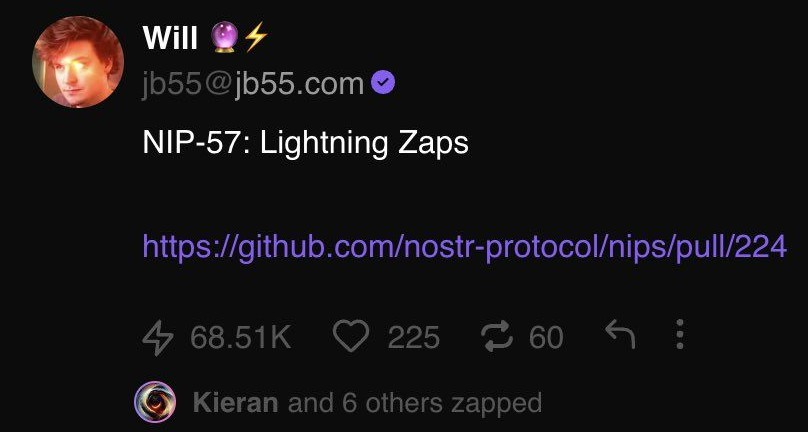 Will 🔮⚡
jb55@jb55.com
NIP-57: Lightning Zaps
https://github.com/nostr-protocol/nips/pull/224
68.51K 225 60
Kieran and 6 others zapped